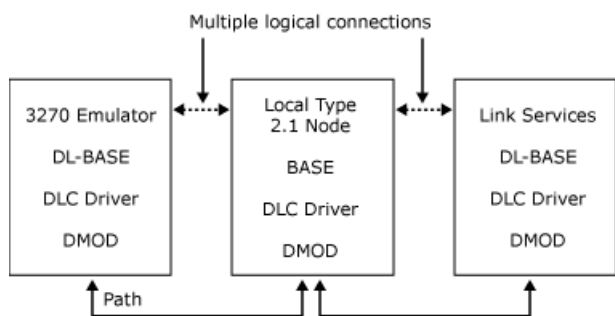 Multiple logical connections
3270 Emulator
DL-BASE
DLC Driver
DMOD
Local Type
2.1 Node
BASE
DLC Driver
DMOD
Link Services
DL-BASE
DLC Driver
DMOD
Path